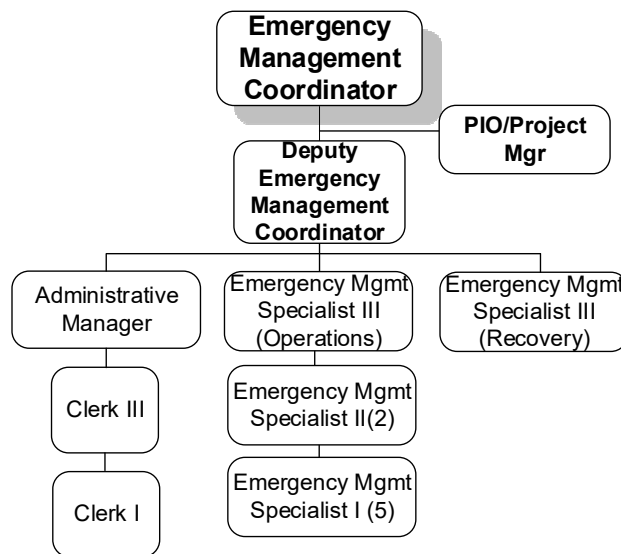 Emergency
Management
Coordinator
PIO/Project
Mgr
Deputy
Emergency
Management
Coordinator
Administrative
Manager
Emergency Mgmt
Specialist III
(Operations)
Emergency Mgmt
Specialist III
(Recovery)
Clerk III
Emergency Mgmt
Specialist II(2)
Clerk I
Emergency Mgmt
Specialist I (5)